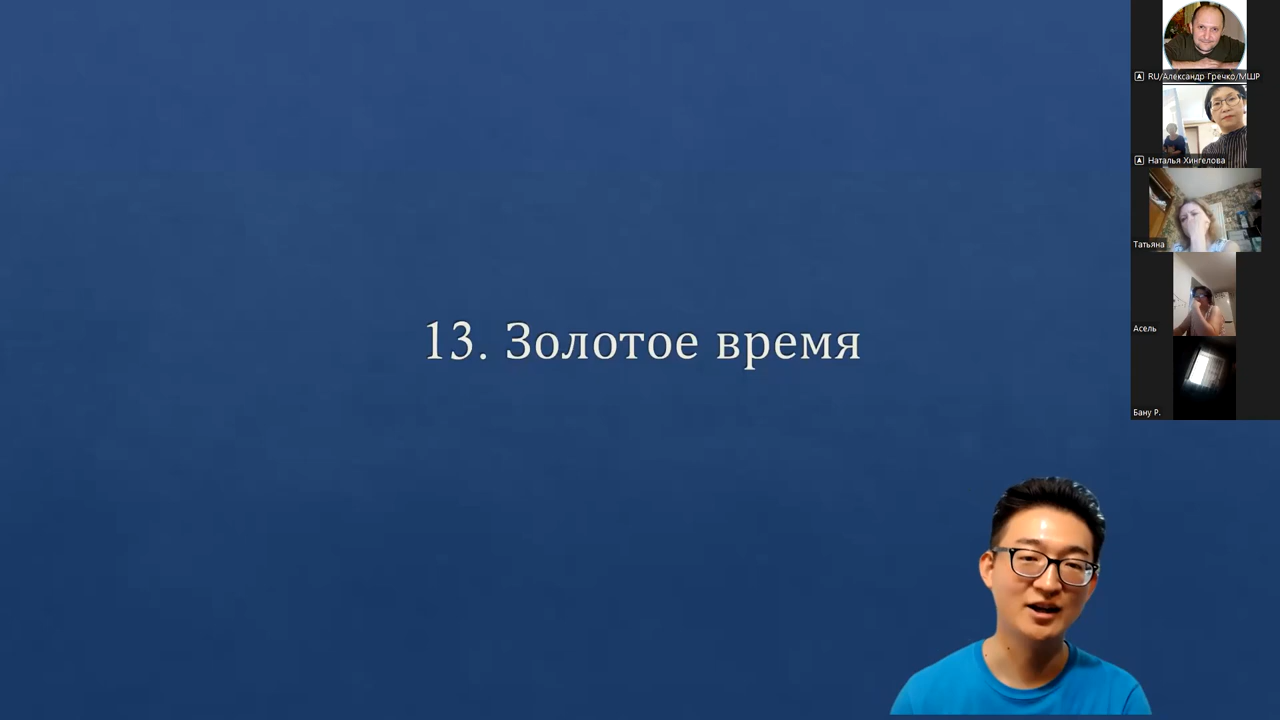 13. Золотое время
RU/Александр Гречко/МШР
Наталья Хингелова
Татьяна
Асель
Бану Р.